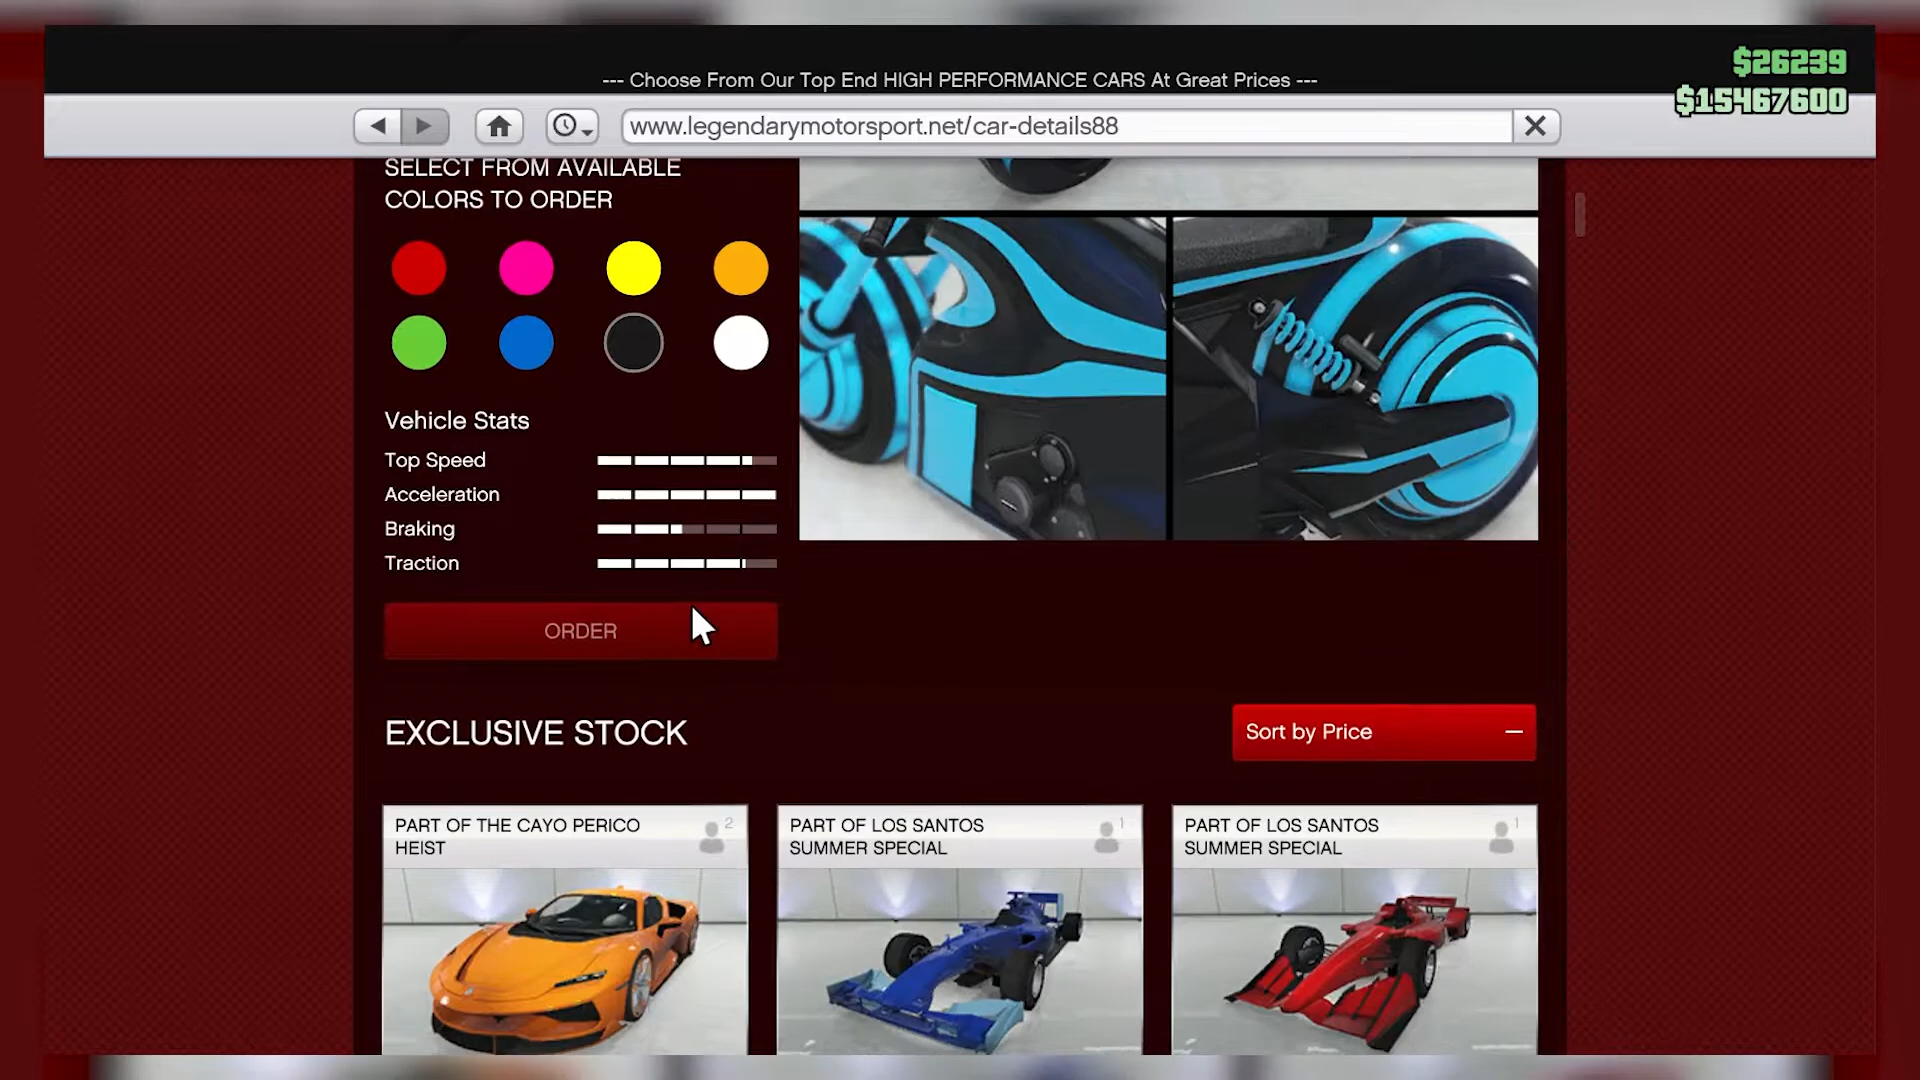 --- Choose From Our Top End HIGH PERFORMANCE CARS At Great Prices ---
$26239
$15467600
www.legendarymotorsport.net/car-details88
SELECT FROM AVAILABLE
COLORS TO ORDER
Vehicle Stats
Top Speed
Acceleration
Braking
Traction
ORDER
EXCLUSIVE STOCK
Sort by Price
PART OF THE CAYO PERICO
HEIST
2
PART OF LOS SANTOS
SUMMER SPECIAL
1
PART OF LOS SANTOS
SUMMER SPECIAL
1